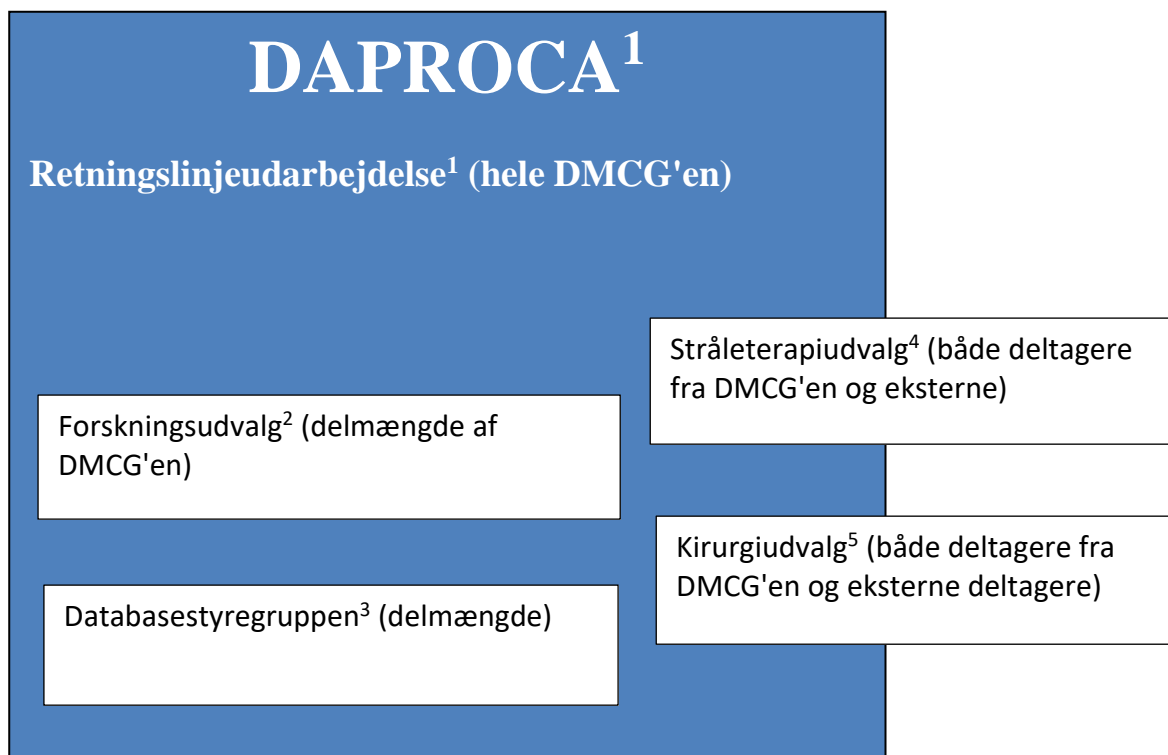 DAPROCA¹
Retningslinjeudarbejdelse¹ (hele DMCG'en)
Stråleterapiudvalg⁴ (både deltagere
fra DMCG'en og eksterne)
Forskningsudvalg² (delmængde af
DMCG'en)
Kirurgiudvalg⁵ (både deltagere fra
DMCG'en og eksterne deltagere)
Databasestyregruppen³ (delmængde)